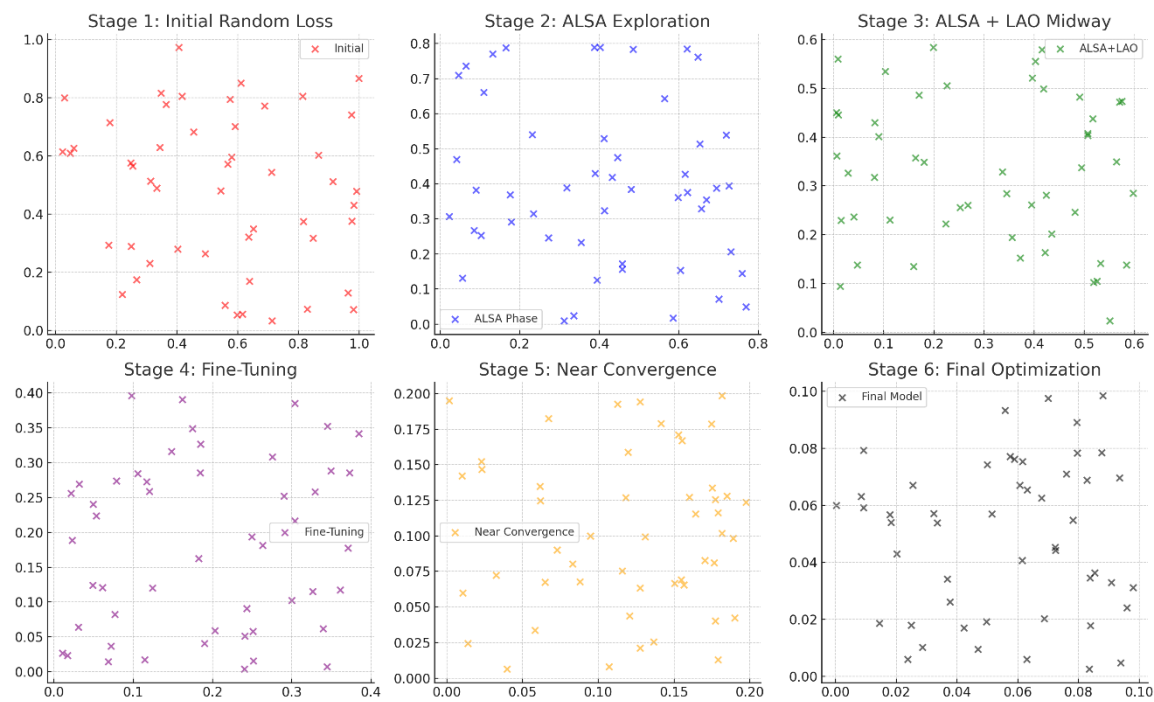 Stage 1: Initial Random Loss
1.0
0.8
0.6
0.4
0.2
0.0
Initial
0.0 0.2 0.4 0.6 0.8 1.0
Stage 2: ALSA Exploration
0.8
0.7
0.6
0.5
0.4
0.3
0.2
0.1
0.0
ALSA Phase
0.0 0.2 0.4 0.6 0.8
Stage 3: ALSA + LAO Midway
0.6
0.5
0.4
0.3
0.2
0.1
0.0
ALSA+LAO
0.0 0.1 0.2 0.3 0.4 0.5 0.6
Stage 4: Fine-Tuning
0.40
0.35
0.30
0.25
0.20
0.15
0.10
0.05
0.00
Fine-Tuning
0.0 0.1 0.2 0.3 0.4
Stage 5: Near Convergence
0.200
0.175
0.150
0.125
0.100
0.075
0.050
0.025
0.000
Near Convergence
0.00 0.05 0.10 0.15 0.20
Stage 6: Final Optimization
0.10
0.08
0.06
0.04
0.02
0.00
Final Model
0.00 0.02 0.04 0.06 0.08 0.10